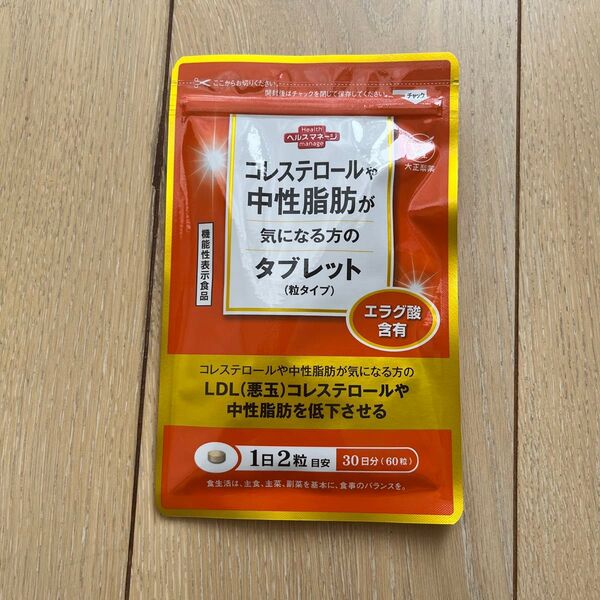 ここからお切りください。
開封後はチャックを閉じて保存してください。
チャック
Health
ヘルスマネージ
manage
大正製薬
コレステロールや
中性脂肪が
気になる方の
タブレット
(粒タイプ)
機能性表示食品
エラグ酸
含有
コレステロールや中性脂肪が気になる方の
LDL(悪玉)コレステロールや
中性脂肪を低下させる
1日2粒 目安 30日分(60粒)
食生活は、主食、主菜、副菜を基本に、食事のバランスを。